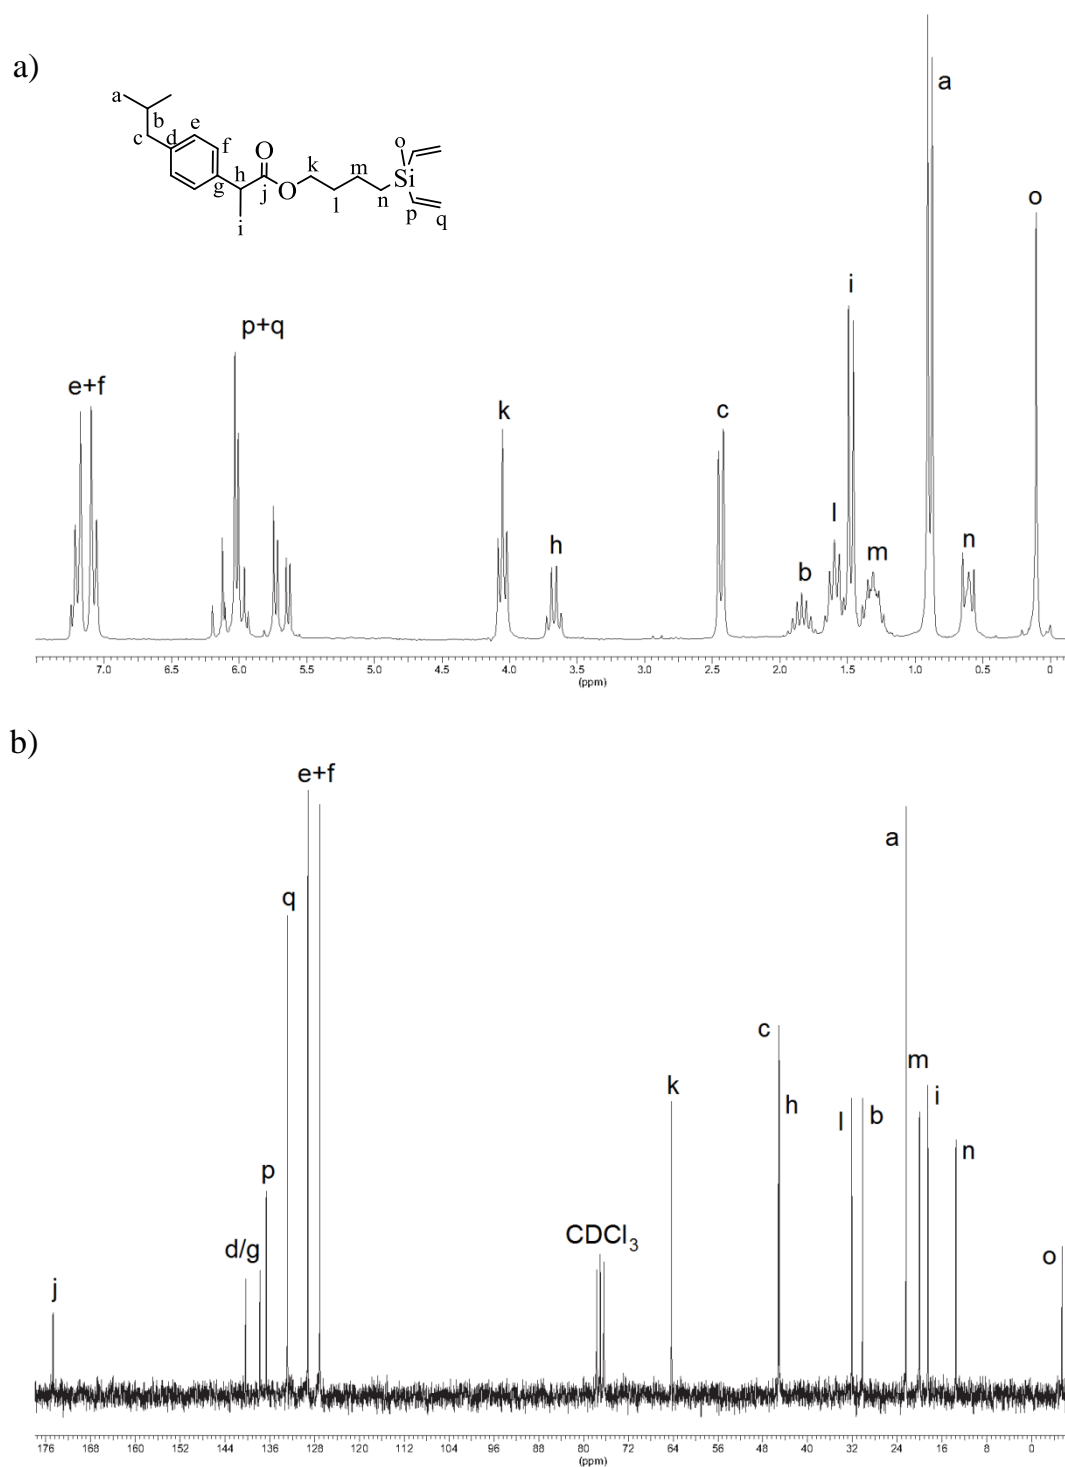 a)
a
b
c
d
e
f
g
h
i
j
O
O
k
l
m
n
o
Si
p
q
a
o
i
p+q
e+f
k
c
h
l
m
b
n
7.0 6.5 6.0 5.5 5.0 4.5 4.0 3.5 3.0 2.5 2.0 1.5 1.0 0.5 0
(ppm)
b)
e+f
a
q
c
m
k
h
i
l
b
n
p
CDCl3
d/g
o
j
176 168 160 152 144 136 128 120 112 104 96 88 80 72 64 56 48 40 32 24 16 8 0
(ppm)